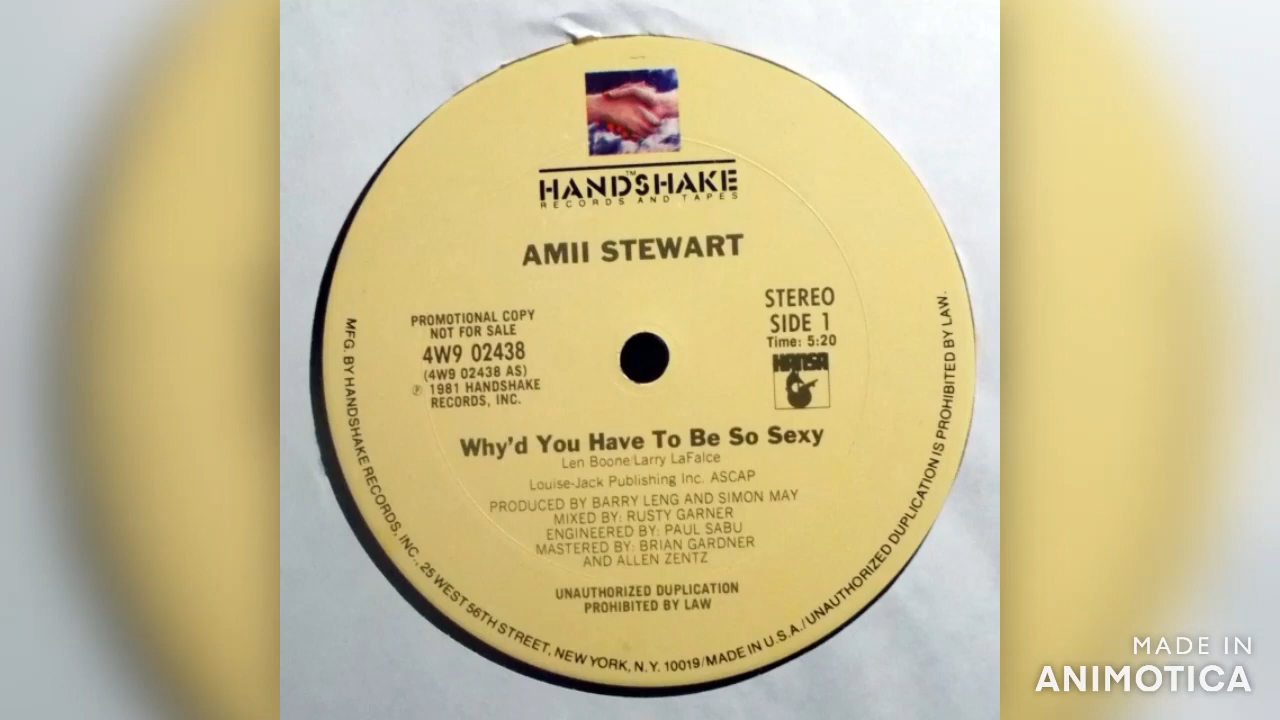 HANDSHAKE
TM
RECORDS AND TAPES
AMII STEWART
PROMOTIONAL COPY
NOT FOR SALE
4W9 02438
(4W9 02438 AS)
℗ 1981 HANDSHAKE
RECORDS, INC.
STEREO
SIDE 1
Time: 5:20
HANSA
Why'd You Have To Be So Sexy
Len Boone/Larry LaFalce
Louise-Jack Publishing Inc. ASCAP
PRODUCED BY BARRY LENG AND SIMON MAY
MIXED BY: RUSTY GARNER
ENGINEERED BY: PAUL SABU
MASTERED BY: BRIAN GARDNER
AND ALLEN ZENTZ
UNAUTHORIZED DUPLICATION
PROHIBITED BY LAW
MFG. BY HANDSHAKE RECORDS, INC., 25 WEST 56TH STREET, NEW YORK, N.Y. 10019/MADE IN U.S.A./UNAUTHORIZED DUPLICATION IS PROHIBITED BY LAW.
MADE IN
ANIMOTICA